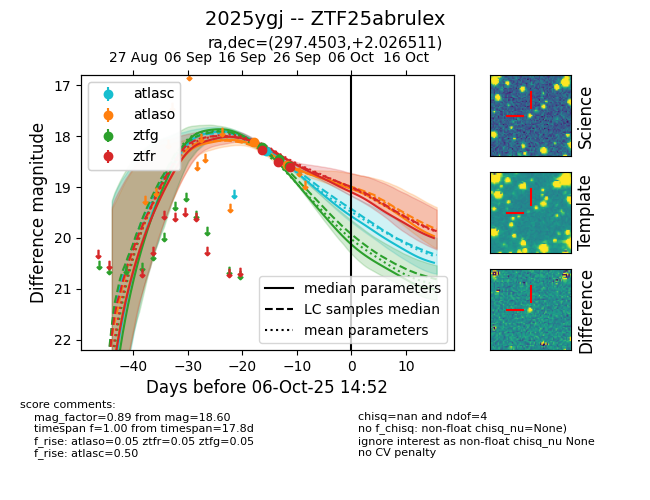 2025ygj -- ZTF25abrulex
ra,dec=(297.4503,+2.026511)
27 Aug 06 Sep 16 Sep 26 Sep 06 Oct 16 Oct
17
18
19
20
21
22
Difference magnitude
atlasc
atlaso
ztfg
ztfr
median parameters
LC samples median
mean parameters
−40 −30 −20 −10 0 10
Days before 06-Oct-25 14:52
Science
Template
Difference
score comments:
mag_factor=0.89 from mag=18.60
timespan f=1.00 from timespan=17.8d
f_rise: atlaso=0.05 ztfr=0.05 ztfg=0.05
f_rise: atlasc=0.50
chisq=nan and ndof=4
no f_chisq: non-float chisq_nu=None)
ignore interest as non-float chisq_nu None
no CV penalty